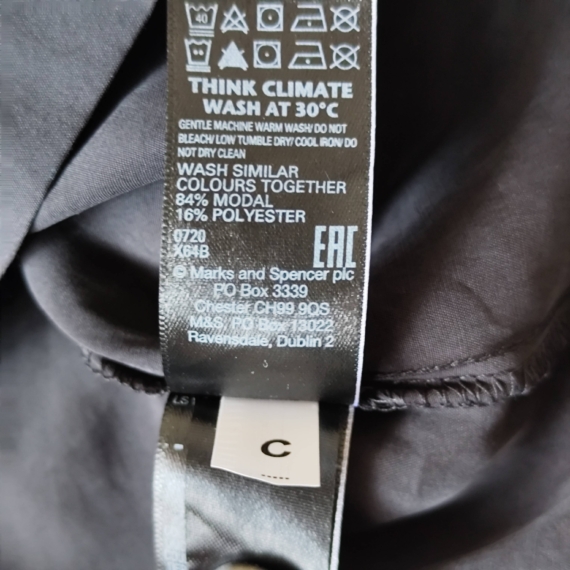 40
THINK CLIMATE
WASH AT 30°C
GENTLE MACHINE WARM WASH/ DO NOT
BLEACH/ LOW TUMBLE DRY/ COOL IRON/ DO
NOT DRY CLEAN
WASH SIMILAR
COLOURS TOGETHER
84% MODAL
16% POLYESTER
0720
X64B
EAC
© Marks and Spencer plc
PO Box 3339
Chester CH99 9QS
M&S, PO Box 13022
Ravensdale, Dublin 2
C